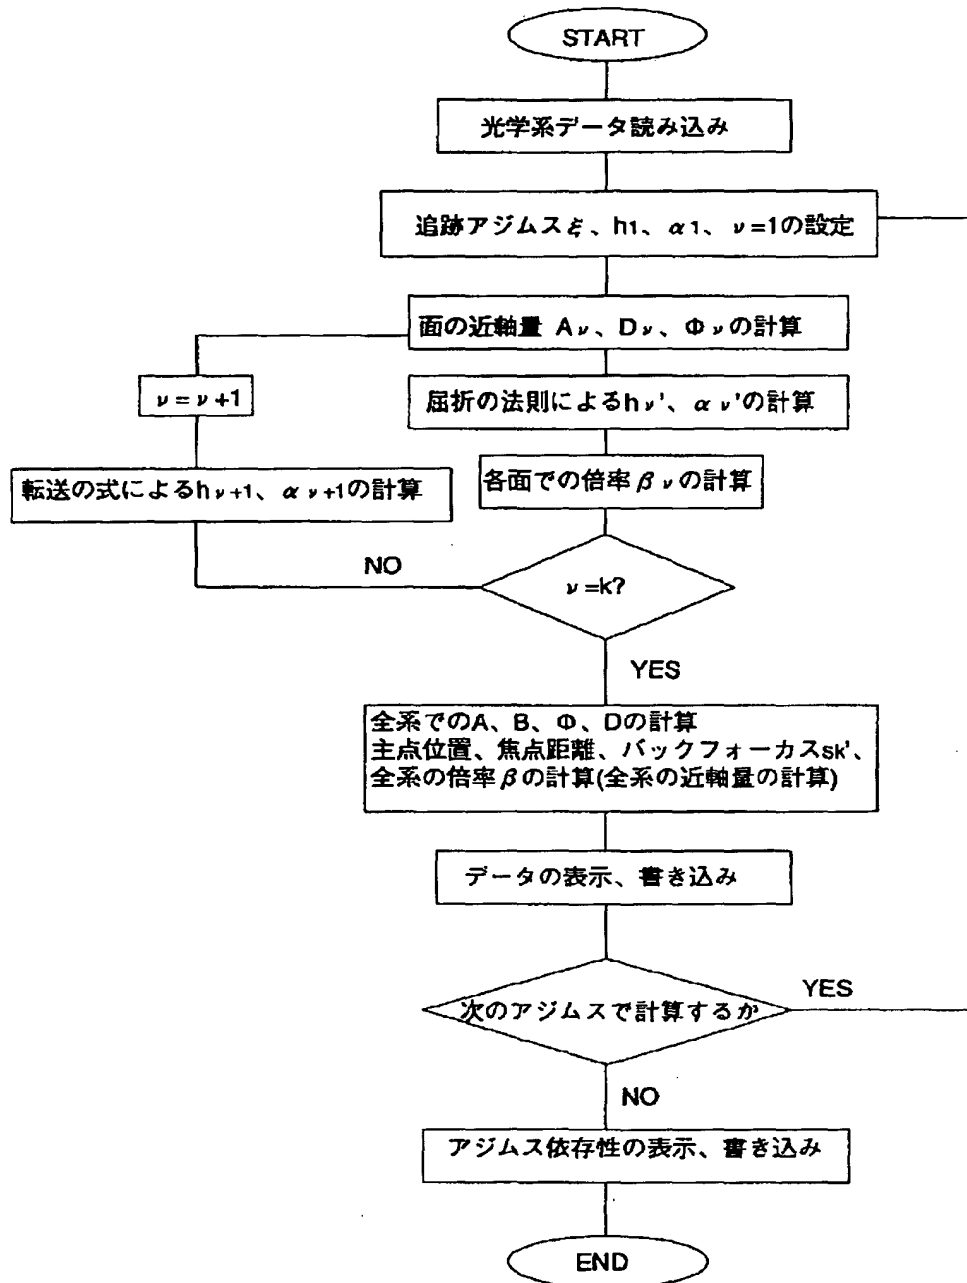 START
光学系データ読み込み
追跡アジムスξ、h1、α1、ν=1の設定
面の近軸量 Aν、Dν、Φνの計算
ν=ν+1
屈折の法則によるhν'、αν'の計算
転送の式によるhν+1、αν+1の計算
各面での倍率βνの計算
NO
ν=k?
YES
全系でのA、B、Φ、Dの計算
主点位置、焦点距離、バックフォーカスsk'、
全系の倍率βの計算(全系の近軸量の計算)
データの表示、書き込み
次のアジムスで計算するか
YES
NO
アジムス依存性の表示、書き込み
END